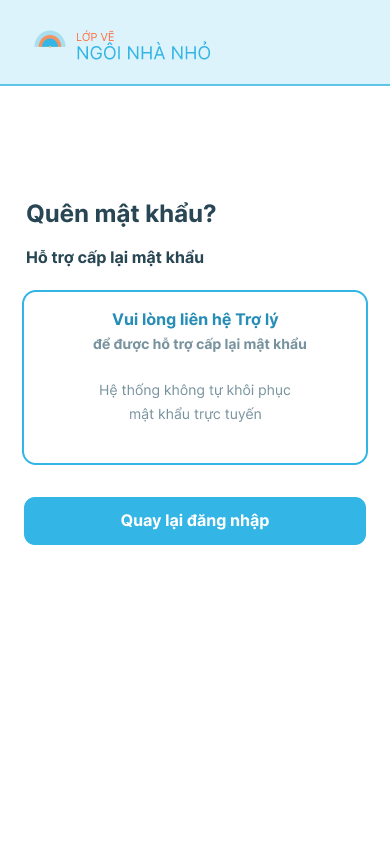 LỚP VẼ
NGÔI NHÀ NHỎ
Quên mật khẩu?
Hỗ trợ cấp lại mật khẩu
Vui lòng liên hệ Trợ lý
để được hỗ trợ cấp lại mật khẩu
Hệ thống không tự khôi phục
mật khẩu trực tuyến
Quay lại đăng nhập